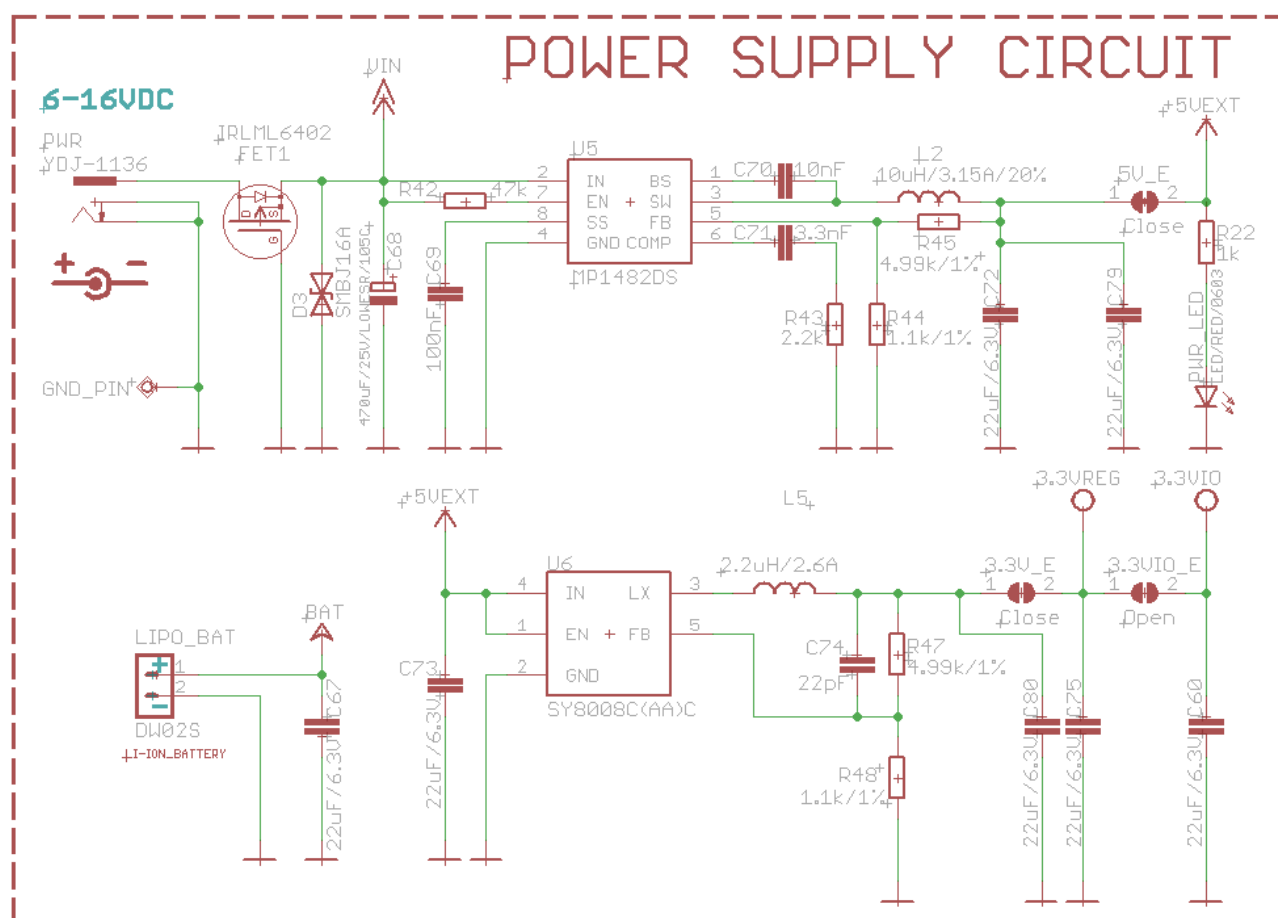 POWER SUPPLY CIRCUIT
6-16VDC
VIN
+5VEXT
PWR
YDJ-1136
IRLML6402
FET1
D S
G
+ -
GND_PIN
D3
SMBJ16A
470uF/25V/LOWESR/105C
C68
R42
47k
C69
100nF
U5
2 IN BS 1
7 EN SW 3
8 SS FB 5
4 GND COMP 6
MP1482DS
C70 10nF
C71 3.3nF
L2
10uH/3.15A/20%
R45
4.99k/1%
R43
2.2k
R44
1.1k/1%
C72
22uF/6.3V
C79
22uF/6.3V
5V_E
1 2
Close
R22
1k
PWR_LED
LED/RED/0603
+5VEXT
C73
22uF/6.3V
U6
4 IN LX 3
1 EN FB 5
2 GND
SY8008C(AA)C
L5
2.2uH/2.6A
C74
22pF
R47
4.99k/1%
R48
1.1k/1%
3.3V_E
1 2
Close
3.3VREG
3.3VIO
3.3VIO_E
1 2
Open
C80
22uF/6.3V
C75
22uF/6.3V
C60
22uF/6.3V
LIPO_BAT
+ 1
- 2
DW02S
I-ION_BATTERY
BAT
C67
22uF/6.3V